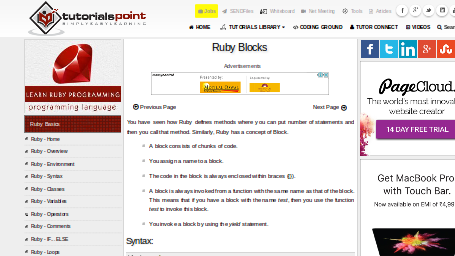 Jobs SENDFiles Whiteboard Net Meeting Tools Articles
tutorialspoint
SIMPLYEASYLEARNING
HOME TUTORIALS LIBRARY CODING GROUND TUTOR CONNECT VIDEOS Search
LEARN RUBY PROGRAMMING
programming language
Ruby Basics
Ruby - Home
Ruby - Overview
Ruby - Environment
Ruby - Syntax
Ruby - Classes
Ruby - Variables
Ruby - Operators
Ruby - Comments
Ruby - IF...ELSE
Ruby - Loops
Ruby Blocks
Advertisements
Previous Page
Next Page
You have seen how Ruby defines methods where you can put number of statements and
then you call that method. Similarly, Ruby has a concept of Block.
A block consists of chunks of code.
You assign a name to a block.
The code in the block is always enclosed within braces ({}).
A block is always invoked from a function with the same name as that of the block.
This means that if you have a block with the name test, then you use the function
test to invoke this block.
You invoke a block by using the yield statement.
Syntax:
PageCloud.
The world's most innovative
website creator
14 DAY FREE TRIAL
Get MacBook Pro
with Touch Bar.
Now available on EMI of ₹4,99